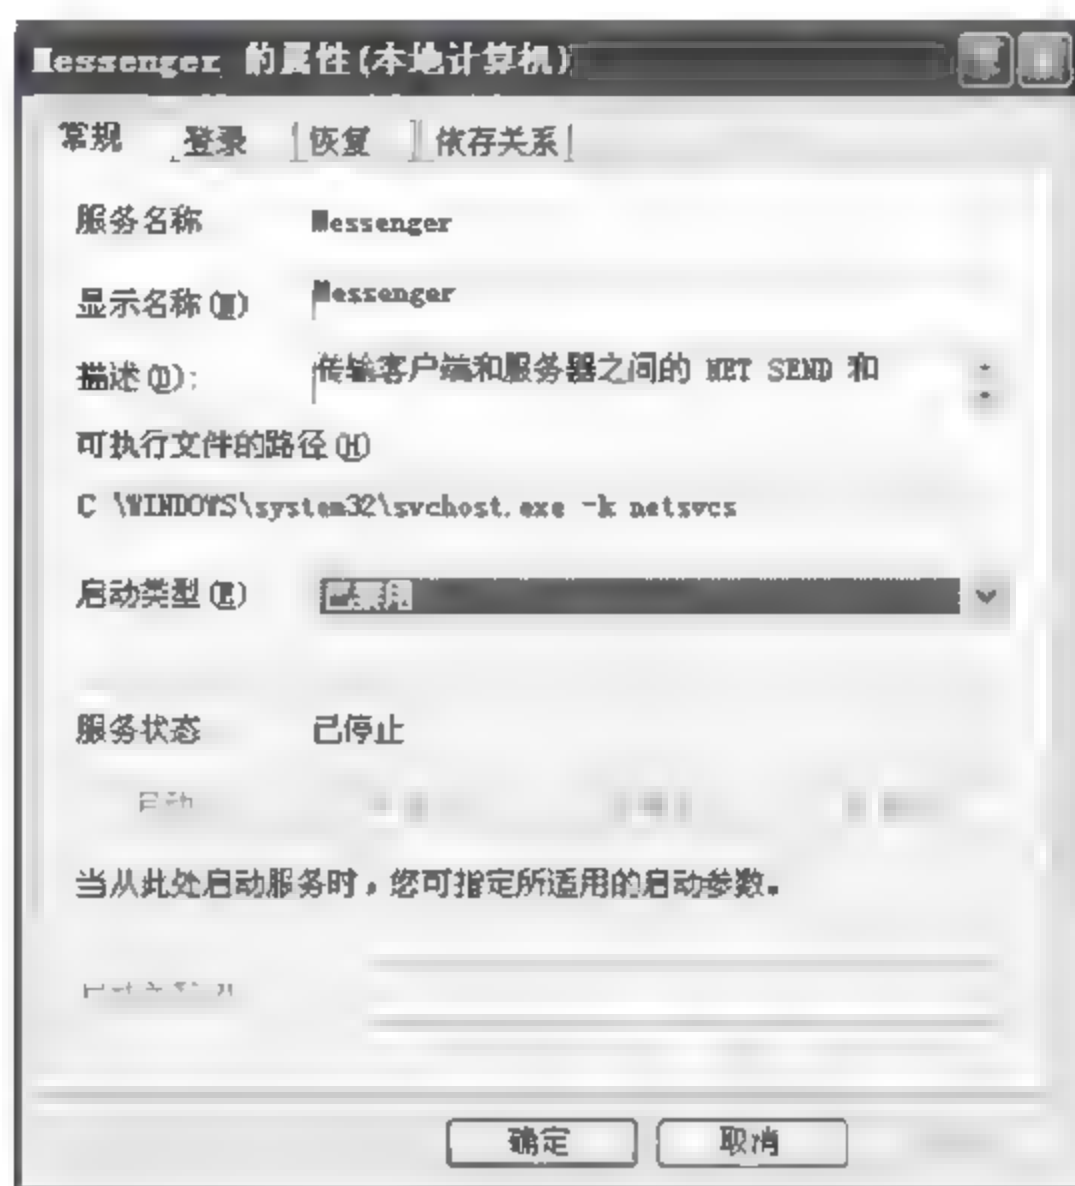 Messenger 的属性(本地计算机)
常规 登录 恢复 依存关系
服务名称 Messenger
显示名称(N) Messenger
描述(D): 传输客户端和服务器之间的 NET SEND 和
可执行文件的路径(H)
C \WINDOWS\system32\svchost.exe -k netsvcs
启动类型(E) 已禁用
服务状态 已停止
启动
当从此处启动服务时，您可指定所适用的启动参数。
确定 取消